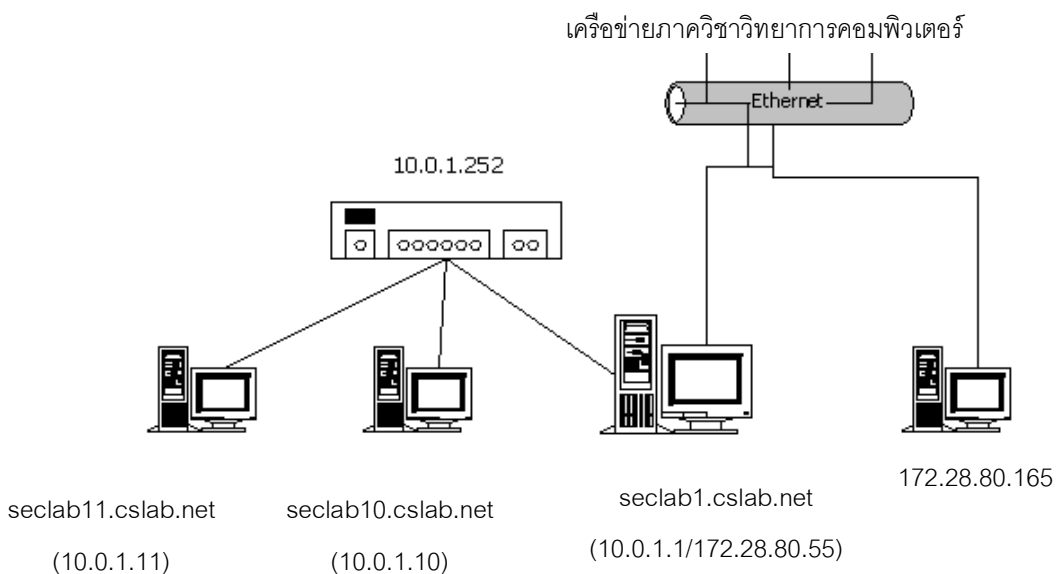 เครือข่ายภาควิชาวิทยาการคอมพิวเตอร์
Ethernet
10.0.1.252
172.28.80.165
seclab11.cslab.net
(10.0.1.11)
seclab10.cslab.net
(10.0.1.10)
seclab1.cslab.net
(10.0.1.1/172.28.80.55)